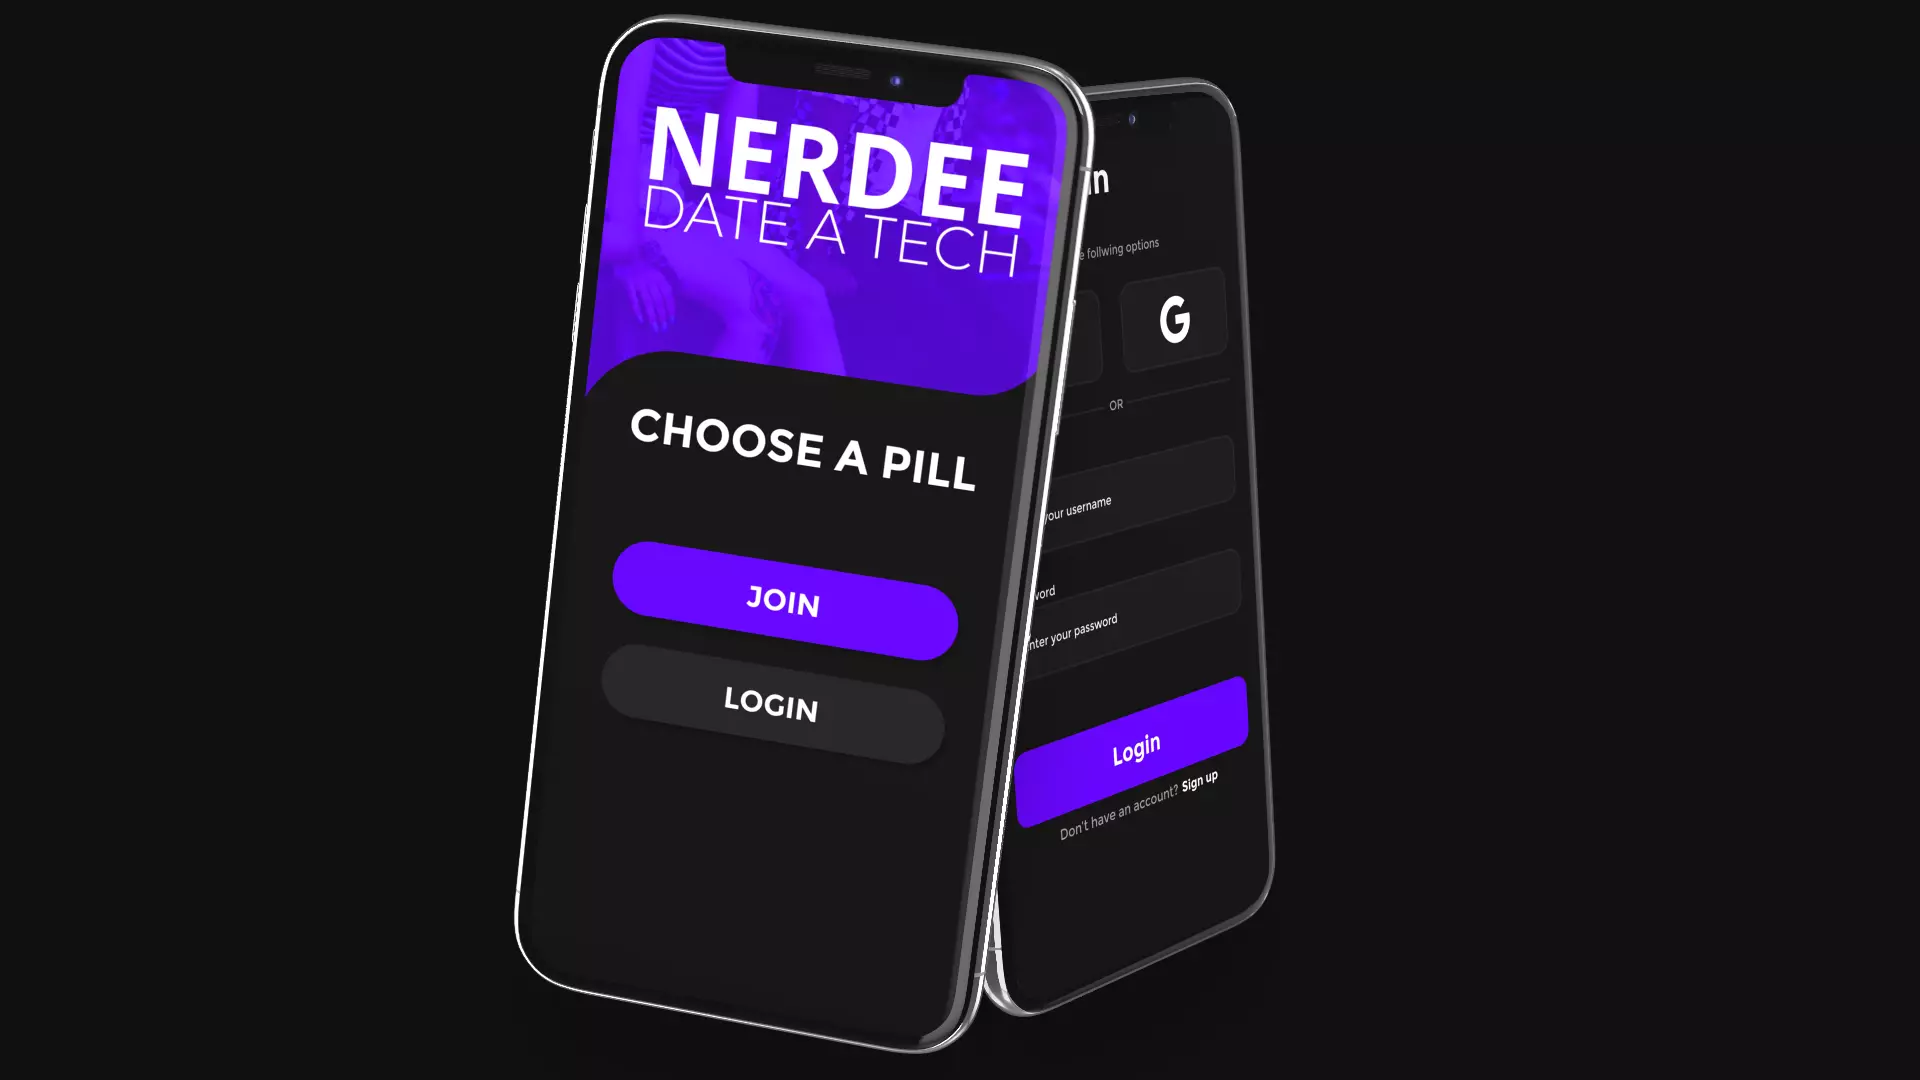 NERDEE
DATE A TECH
CHOOSE A PILL
JOIN
LOGIN
in
e follwing options
G
OR
your username
word
nter your password
Login
Don't have an account? Sign up